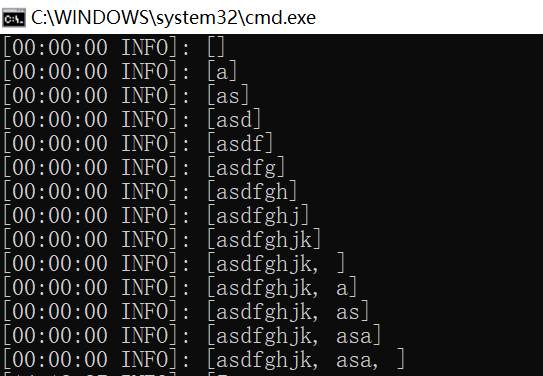 C:\WINDOWS\system32\cmd.exe
[00:00:00 INFO]: []
[00:00:00 INFO]: [a]
[00:00:00 INFO]: [as]
[00:00:00 INFO]: [asd]
[00:00:00 INFO]: [asdf]
[00:00:00 INFO]: [asdfg]
[00:00:00 INFO]: [asdfgh]
[00:00:00 INFO]: [asdfghj]
[00:00:00 INFO]: [asdfghjk]
[00:00:00 INFO]: [asdfghjk, ]
[00:00:00 INFO]: [asdfghjk, a]
[00:00:00 INFO]: [asdfghjk, as]
[00:00:00 INFO]: [asdfghjk, asa]
[00:00:00 INFO]: [asdfghjk, asa, ]